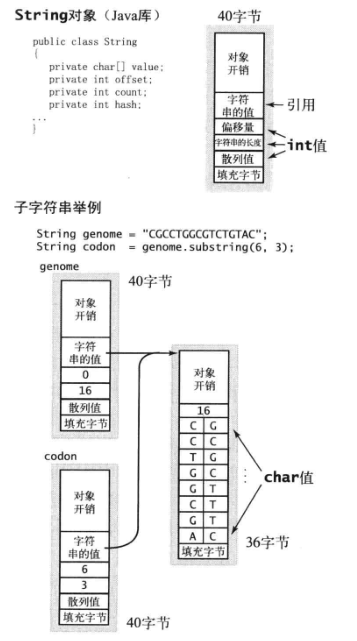 String对象（Java库）
40字节
public class String
{
private char[] value;
private int offset;
private int count;
private int hash;
...
}
对象
开销
字符
串的值
偏移量
字符串的长度
散列值
填充字节
引用
int值
子字符串举例
String genome = "CGCCTGGCGTCTGTAC";
String codon = genome.substring(6, 3);
genome
40字节
对象
开销
字符
串的值
0
16
散列值
填充字节
codon
对象
开销
字符
串的值
6
3
散列值
填充字节
40字节
对象
开销
16
C G
C C
T G
G C
G T
C T
G T
A C
填充字节
⋮
char值
36字节